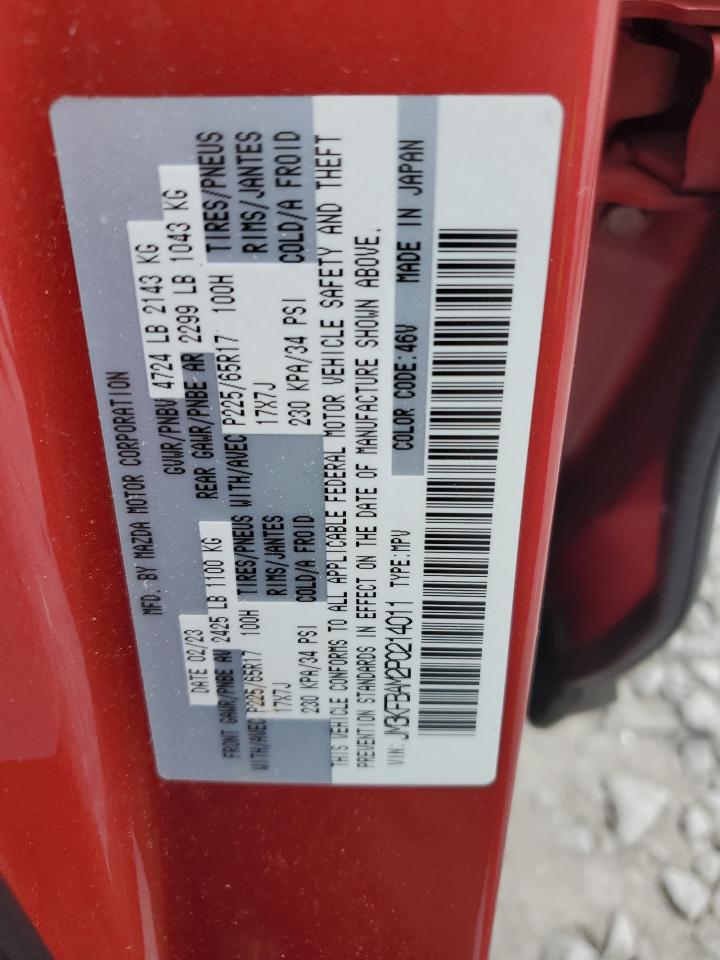 MFD. BY MAZDA MOTOR CORPORATION
DATE 02/23 GVWR/PNBV 4724 LB 2143 KG
FRONT GAWR/PNBE AV 2425 LB 1100 KG REAR GAWR/PNBE AR 2299 LB 1043 KG
WITH/AVEC P225/65R17 100H TIRES/PNEUS WITH/AVEC P225/65R17 100H TIRES/PNEUS
17X7J RIMS/JANTES 17X7J RIMS/JANTES
230 KPA/34 PSI COLD/A FROID 230 KPA/34 PSI COLD/A FROID
THIS VEHICLE CONFORMS TO ALL APPLICABLE FEDERAL MOTOR VEHICLE SAFETY AND THEFT
PREVENTION STANDARDS IN EFFECT ON THE DATE OF MANUFACTURE SHOWN ABOVE.
VIN: JM3KFBAM2P0214011 TYPE:MPV COLOR CODE:46V MADE IN JAPAN